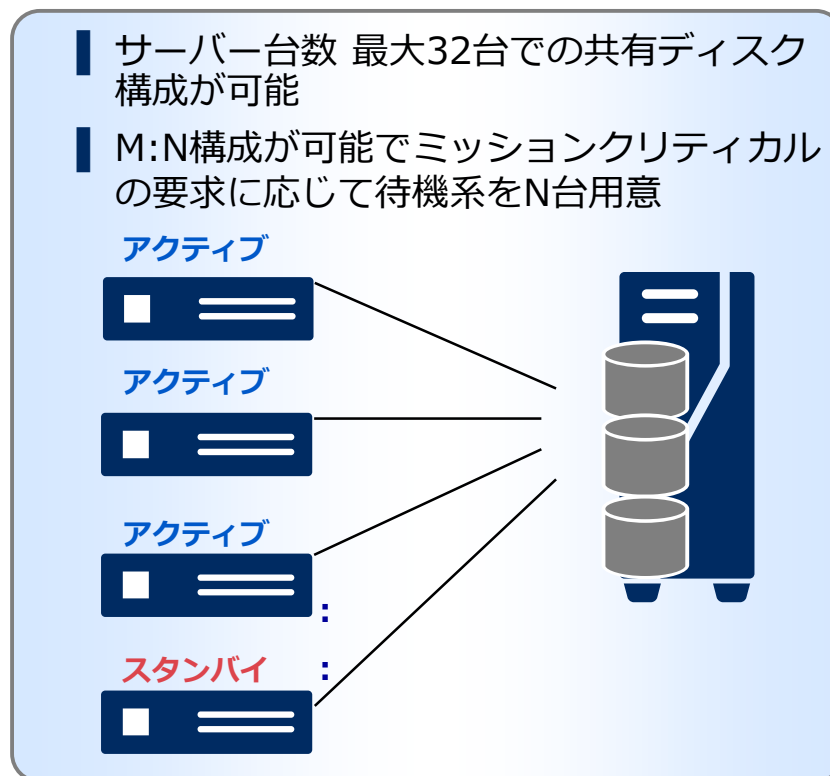 サーバー台数 最大32台での共有ディスク
構成が可能
M:N構成が可能でミッションクリティカル
の要求に応じて待機系をN台用意
アクティブ
アクティブ
アクティブ
:
スタンバイ :